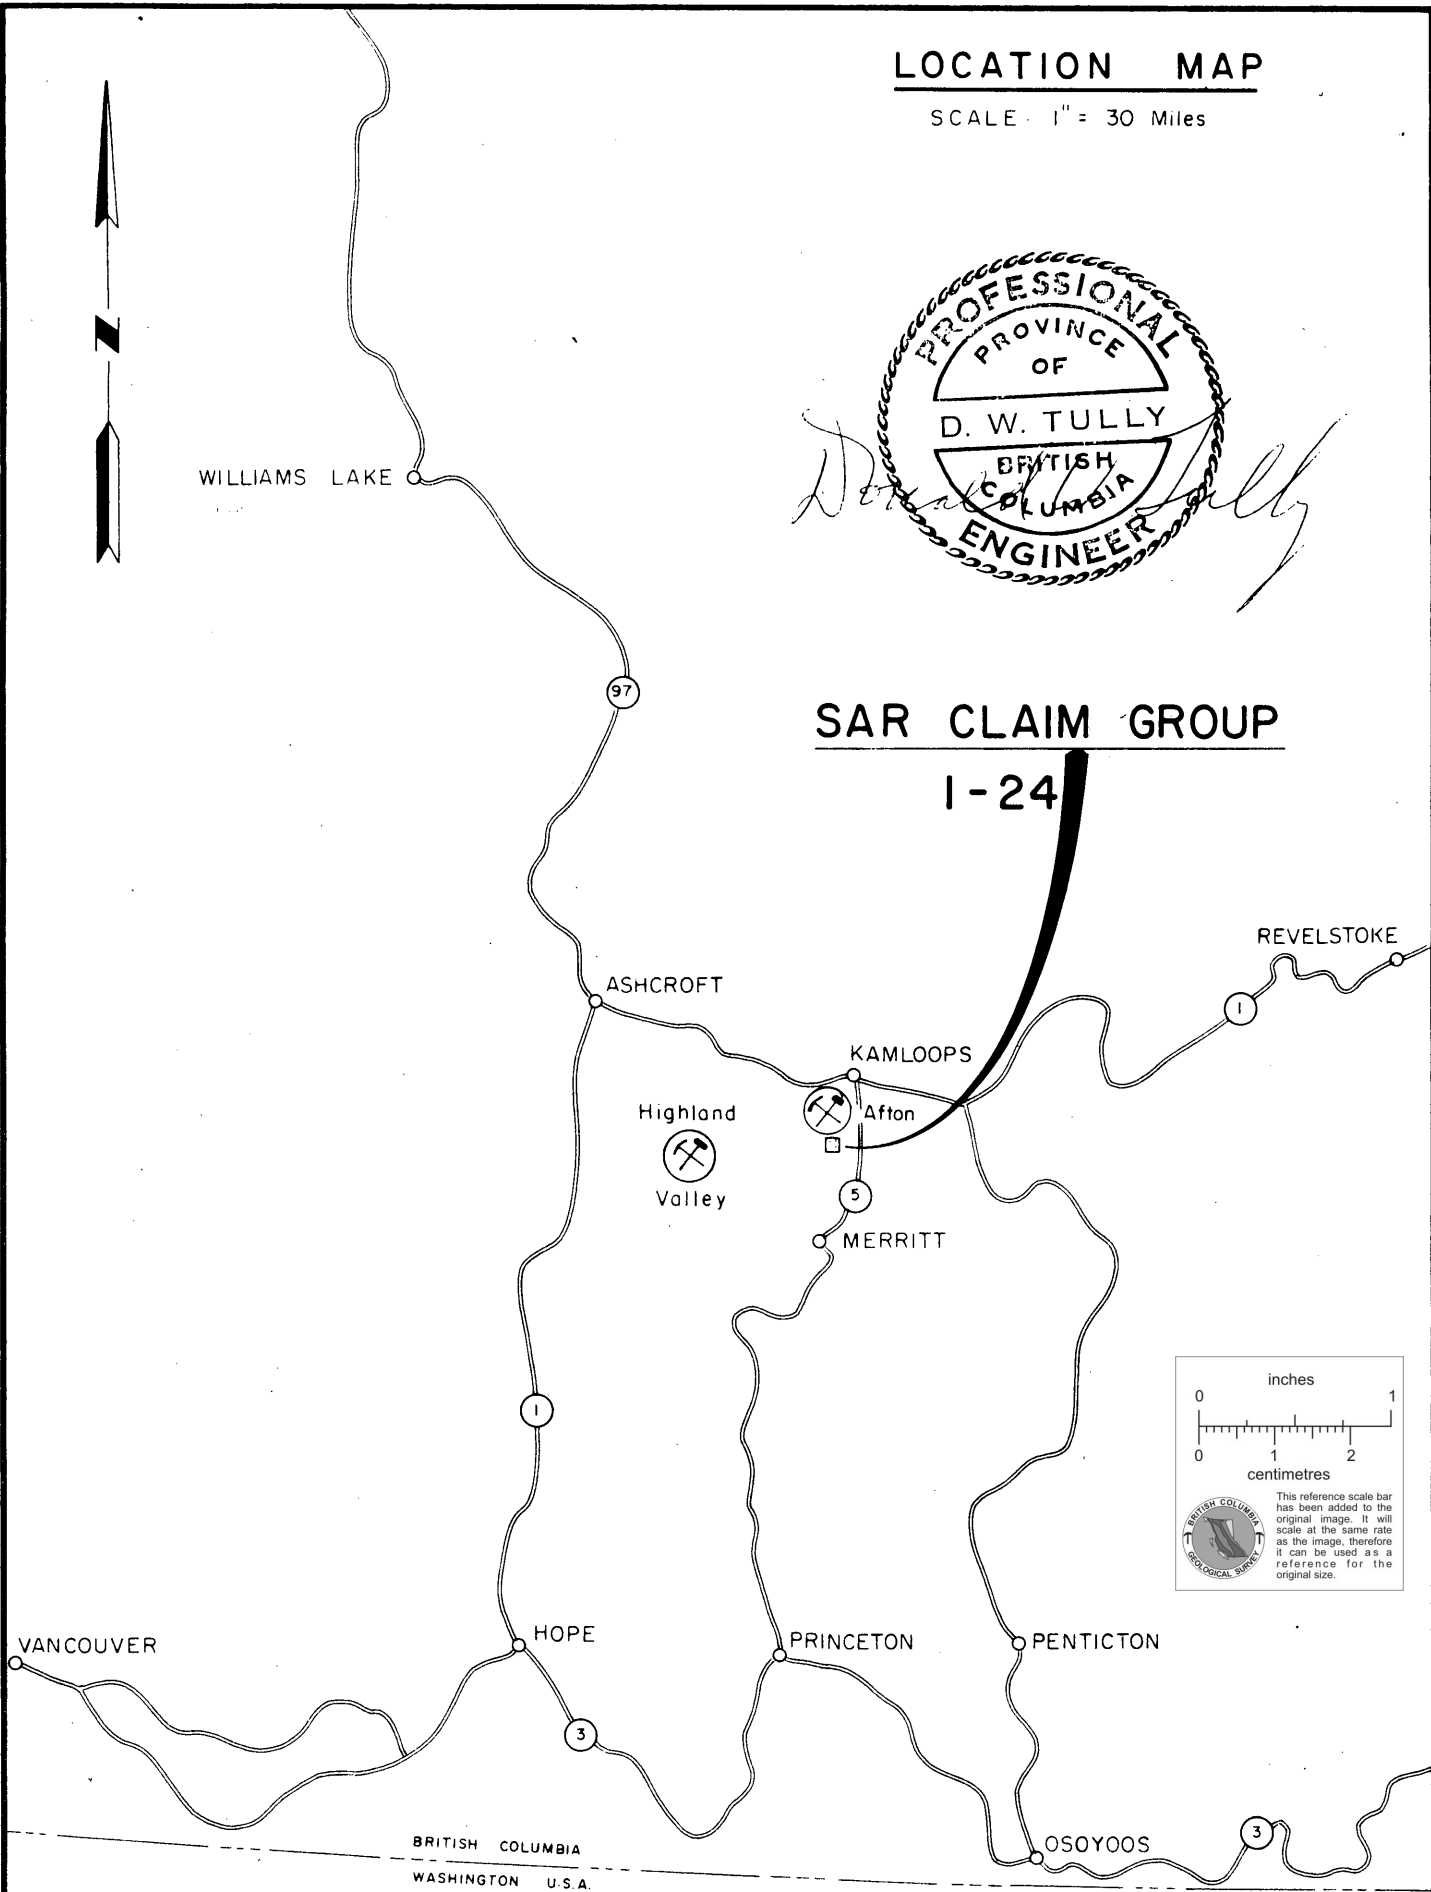 LOCATION MAP
SCALE 1" = 30 Miles
N
PROFESSIONAL
PROVINCE
OF
D. W. TULLY
BRITISH
COLUMBIA
ENGINEER
Donald W Tully
WILLIAMS LAKE
97
SAR CLAIM GROUP
1-24
REVELSTOKE
ASHCROFT
1
KAMLOOPS
Highland
Valley
Afton
5
MERRITT
inches
0 1
0 1 2
centimetres
BRITISH COLUMBIA
GEOLOGICAL SURVEY
This reference scale bar
has been added to the
original image. It will
scale at the same rate
as the image, therefore
it can be used as a
reference for the
original size.
1
VANCOUVER
HOPE
PRINCETON
PENTICTON
3
OSOYOOS
3
BRITISH COLUMBIA
WASHINGTON U.S.A.